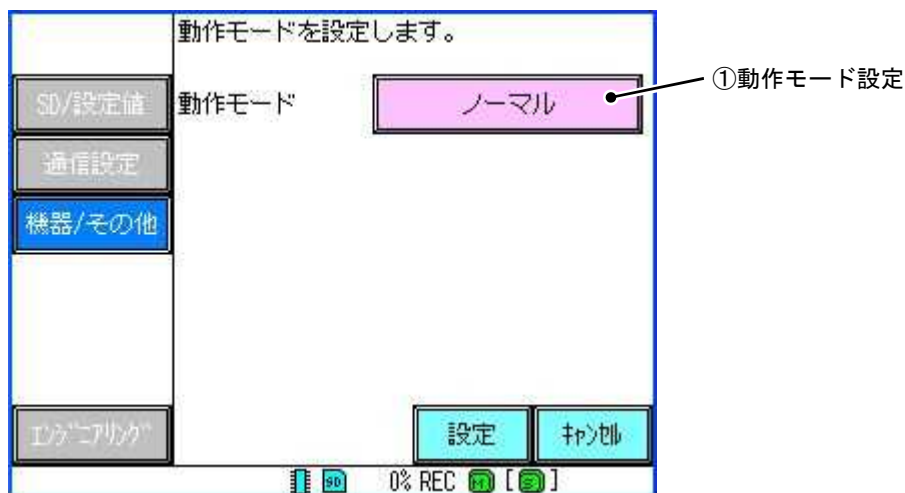 動作モードを設定します。
①動作モード設定
SD/設定値
動作モード
ノーマル
通信設定
機器/その他
ｴﾝｼﾞﾆｱﾘﾝｸﾞ
設定
ｷｬﾝｾﾙ
SD 0% REC M [S]